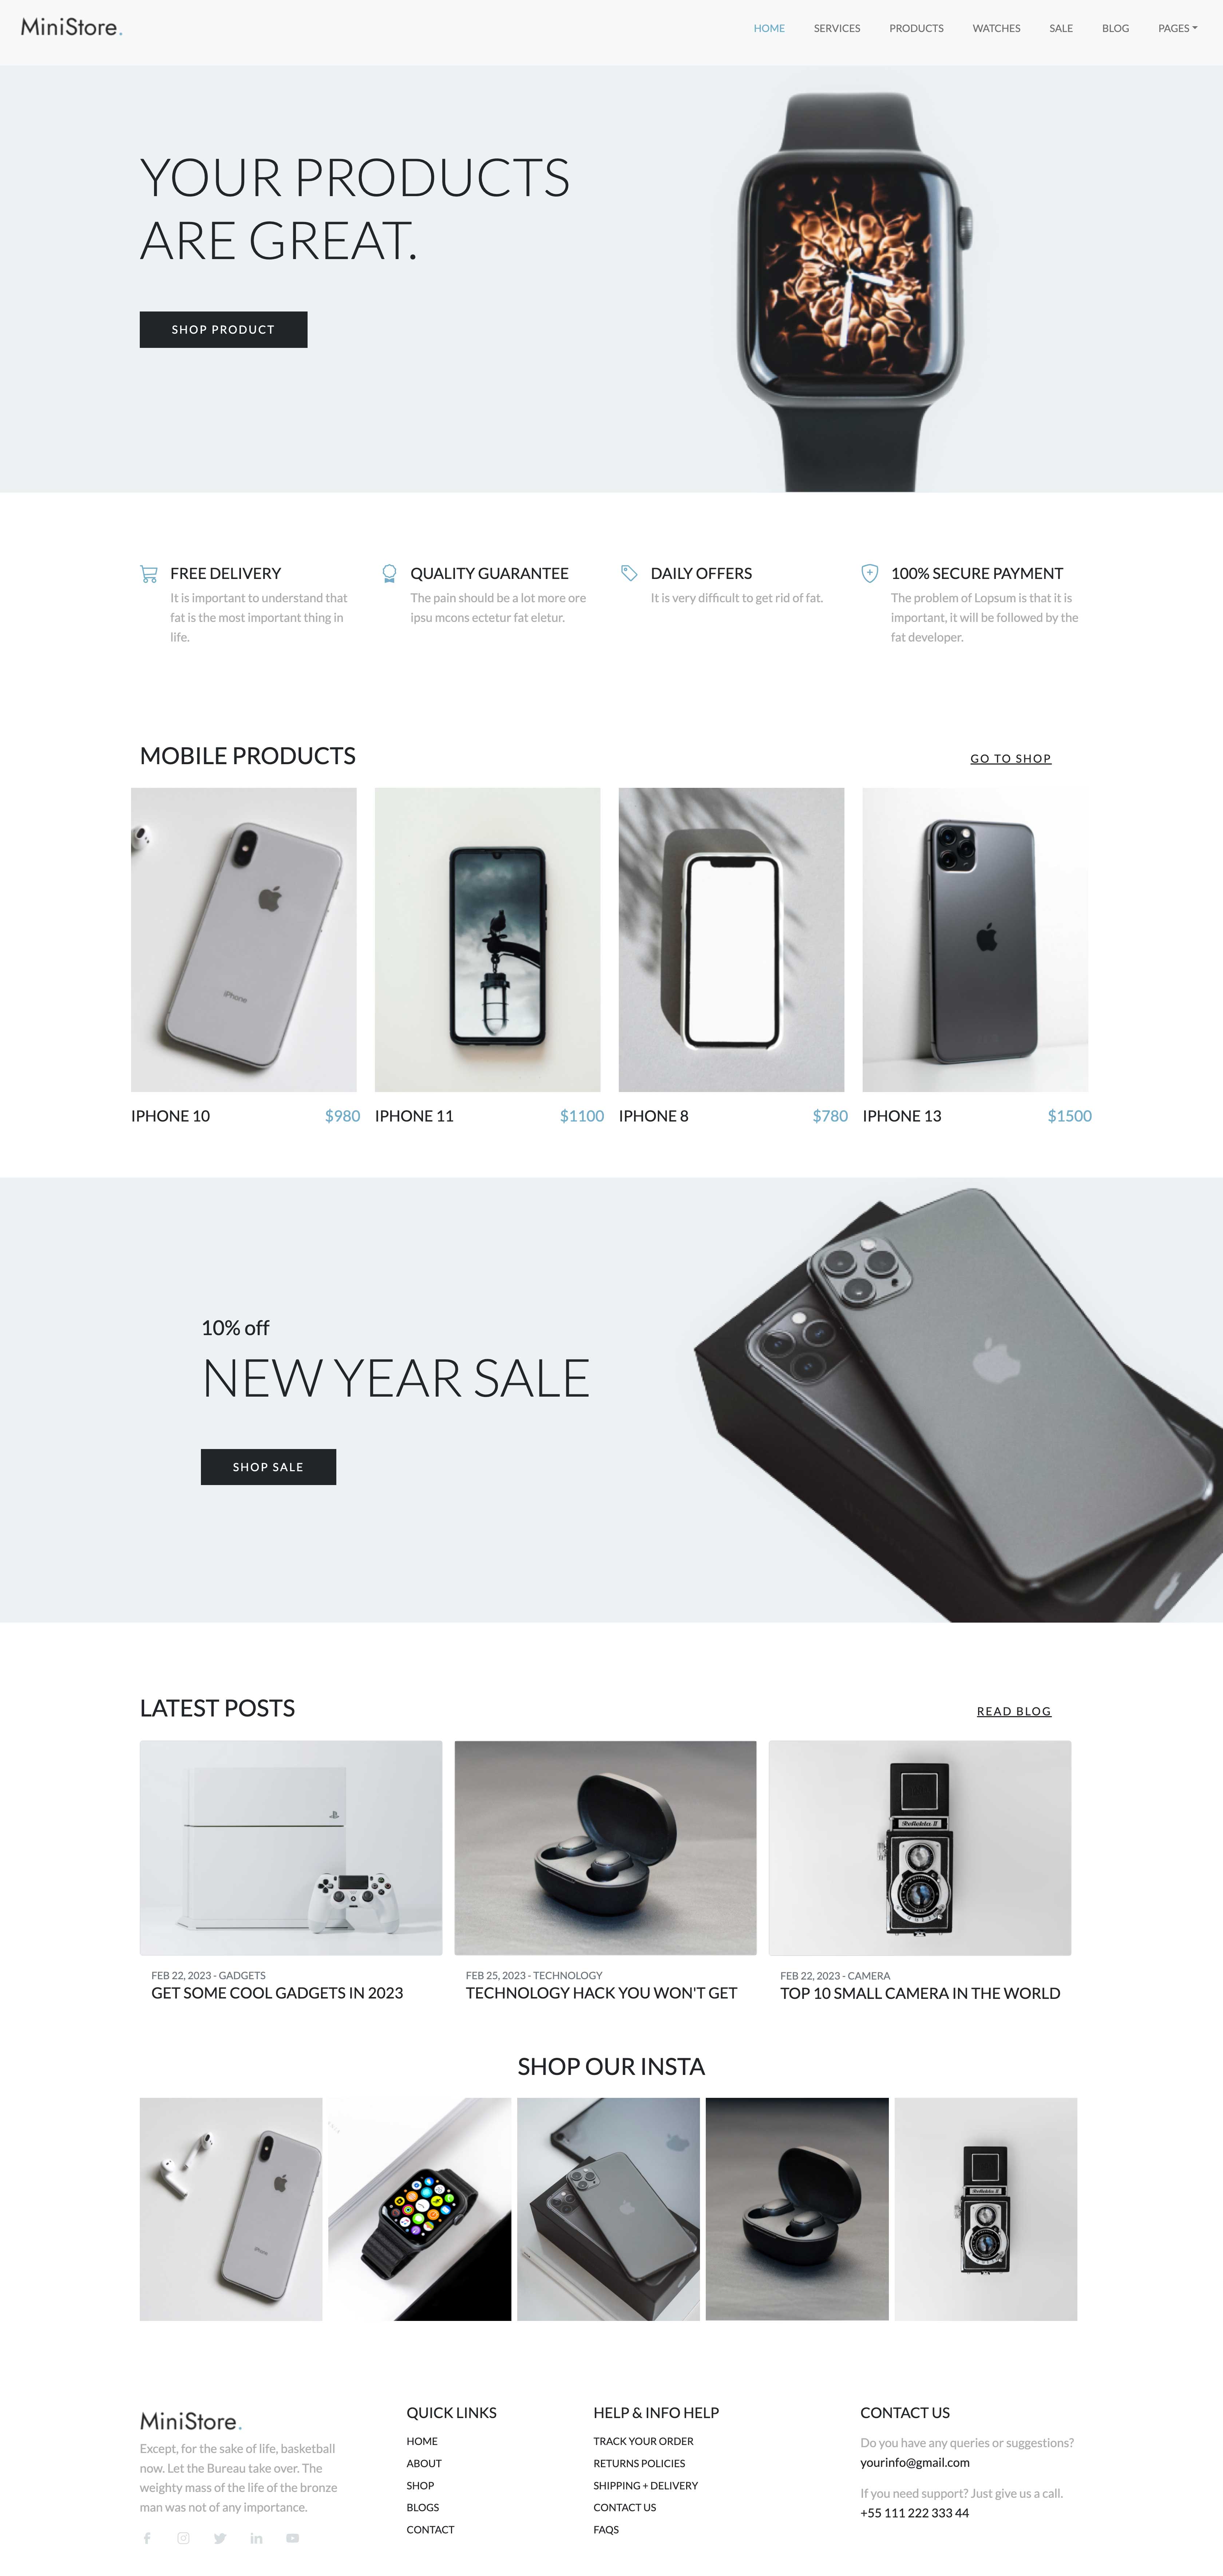 MiniStore.
HOME
SERVICES
PRODUCTS
WATCHES
SALE
BLOG
PAGES
YOUR PRODUCTS
ARE GREAT.
SHOP PRODUCT
FREE DELIVERY
It is important to understand that
fat is the most important thing in
life.
QUALITY GUARANTEE
The pain should be a lot more ore
ipsu mcons ectetur fat eletur.
DAILY OFFERS
It is very difficult to get rid of fat.
100% SECURE PAYMENT
The problem of Lopsum is that it is
important, it will be followed by the
fat developer.
MOBILE PRODUCTS
GO TO SHOP
iPhone
IPHONE 10
$980
IPHONE 11
$1100
IPHONE 8
$780
IPHONE 13
$1500
10% off
NEW YEAR SALE
SHOP SALE
LATEST POSTS
READ BLOG
FEB 22, 2023 - GADGETS
GET SOME COOL GADGETS IN 2023
FEB 25, 2023 - TECHNOLOGY
TECHNOLOGY HACK YOU WON'T GET
Reflekta II
FEB 22, 2023 - CAMERA
TOP 10 SMALL CAMERA IN THE WORLD
SHOP OUR INSTA
iPhone
MiniStore.
Except, for the sake of life, basketball
now. Let the Bureau take over. The
weighty mass of the life of the bronze
man was not of any importance.
QUICK LINKS
HOME
ABOUT
SHOP
BLOGS
CONTACT
HELP & INFO HELP
TRACK YOUR ORDER
RETURNS POLICIES
SHIPPING + DELIVERY
CONTACT US
FAQS
CONTACT US
Do you have any queries or suggestions?
yourinfo@gmail.com
If you need support? Just give us a call.
+55 111 222 333 44